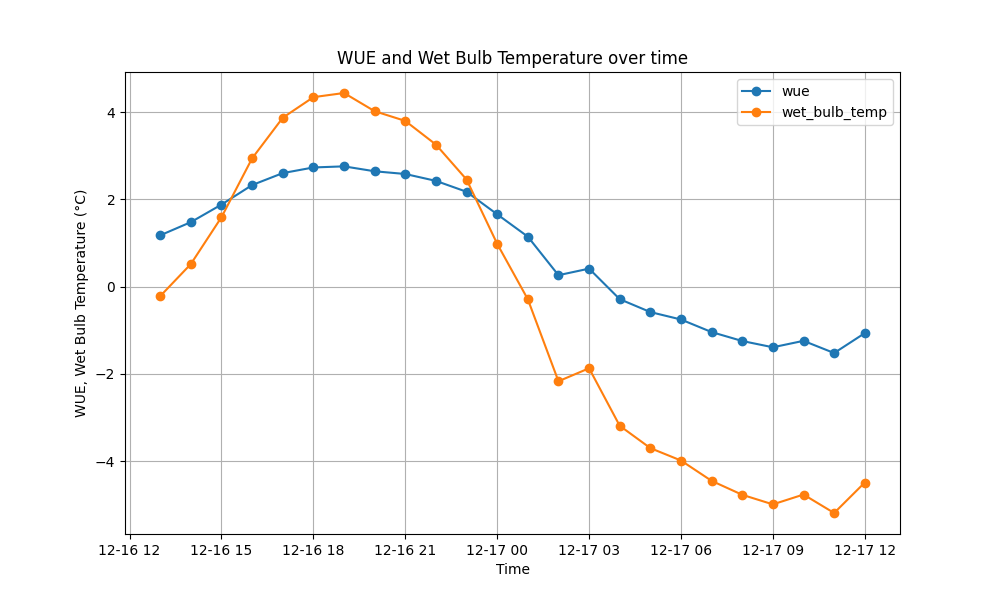 WUE and Wet Bulb Temperature over time
wue
wet_bulb_temp
WUE, Wet Bulb Temperature (°C)
4
2
0
−2
−4
12-16 12 12-16 15 12-16 18 12-16 21 12-17 00 12-17 03 12-17 06 12-17 09 12-17 12
Time